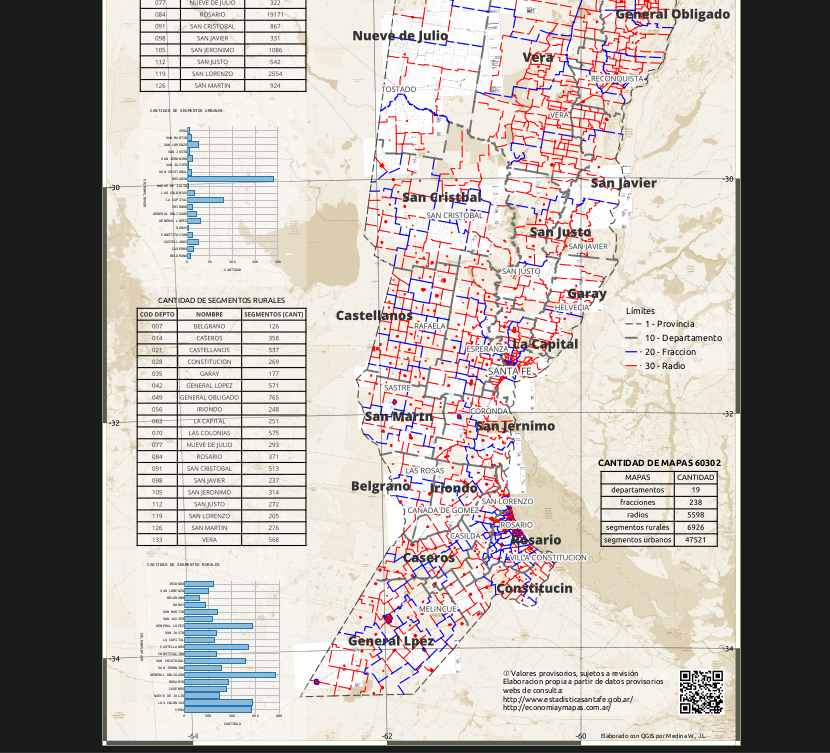 077 NUEVE DE JULIO 322
084 ROSARIO 19171
091 SAN CRISTOBAL 867
098 SAN JAVIER 331
105 SAN JERONIMO 1086
112 SAN JUSTO 542
119 SAN LORENZO 2554
126 SAN MARTIN 924
CANTIDAD DE SEGMENTOS URBANOS
CANTIDAD DE SEGMENTOS RURALES
COD DEPTO NOMBRE SEGMENTOS [CANT]
007 BELGRANO 126
014 CASEROS 358
021 CASTELLANOS 537
028 CONSTITUCION 269
035 GARAY 177
042 GENERAL LOPEZ 571
049 GENERAL OBLIGADO 765
056 IRIONDO 248
063 LA CAPITAL 251
070 LAS COLONIAS 575
077 NUEVE DE JULIO 293
084 ROSARIO 371
091 SAN CRISTOBAL 513
098 SAN JAVIER 237
105 SAN JERONIMO 314
112 SAN JUSTO 272
119 SAN LORENZO 205
126 SAN MARTIN 276
133 VERA 568
CANTIDAD DE SEGMENTOS RURALES
General Obligado
Nueve de Julio
Vera
RECONQUISTA
TOSTADO
VERA
-30
-30
San Javier
San Cristbal
SAN CRISTOBAL
San Justo
SAN JAVIER
SAN JUSTO
Garay
HELVECIA
Castellanos
RAFAELA
La Capital
ESPERANZA
SANTA FE
SASTRE
San Martn
CORONDA
-32
-32
San Jernimo
LAS ROSAS
Belgrano
Iriondo
SAN LORENZO
CAÑADA DE GOMEZ
ROSARIO
CASILDA
Rosario
Caseros
VILLA CONSTITUCION
Constitucin
MELINCUE
General Lpez
-34
-34
-64
-62
-60
Límites
1 - Provincia
10 - Departamento
20 - Fraccion
30 - Radio
CANTIDAD DE MAPAS 60302
MAPAS CANTIDAD
departamentos 19
fracciones 238
radios 5598
segmentos rurales 6926
segmentos urbanos 47521
Valores provisorios, sujetos a revisión
Elaboracion propia a partir de datos provisorios
webs de consulta:
http://www.estadisticasantafe.gob.ar/
http://economiaymapas.com.ar/
Elaborado con QGIS por Medina W., J.L.